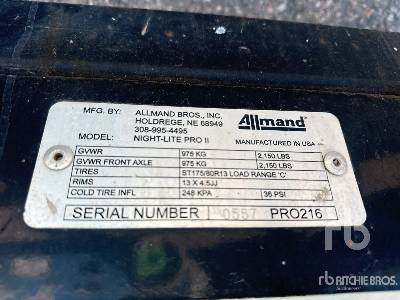 MFG. BY: ALLMAND BROS., INC.
HOLDREGE, NE 68949
308-995-4495
MODEL: NIGHT-LITE PRO II
Allmand
MANUFACTURED IN USA
GVWR 975 KG 2,150 LBS
GVWR FRONT AXLE 975 KG 2,150 LBS
TIRES ST175/80R13 LOAD RANGE 'C'
RIMS 13 X 4.5JJ
COLD TIRE INFL 248 KPA 36 PSI
SERIAL NUMBER 0557 PRO216
rb
RITCHIE BROS.